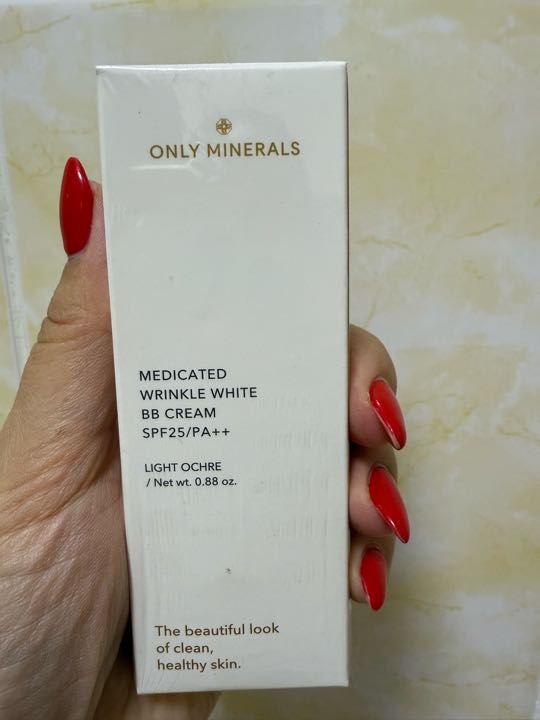 ONLY MINERALS
MEDICATED
WRINKLE WHITE
BB CREAM
SPF25/PA++
LIGHT OCHRE
/ Net wt. 0.88 oz.
The beautiful look
of clean,
healthy skin.